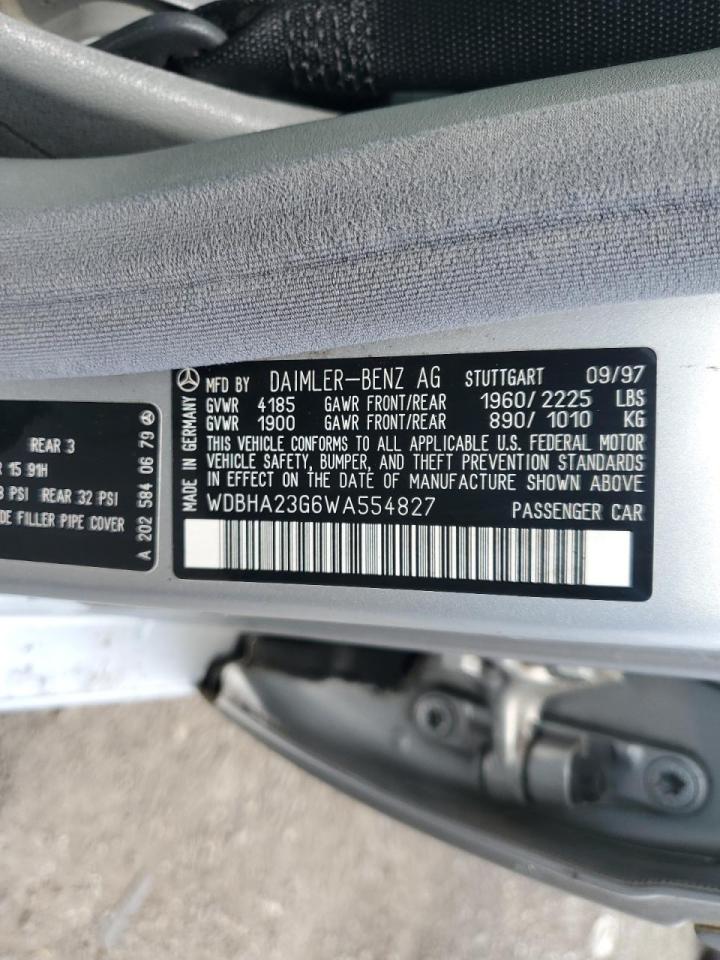 REAR 3
15 91H
PSI REAR 32 PSI
FILLER PIPE COVER
A 202 584 06 79
MADE IN GERMANY
MFD BY DAIMLER-BENZ AG STUTTGART 09/97
GVWR 4185 GAWR FRONT/REAR 1960/2225 LBS
GVWR 1900 GAWR FRONT/REAR 890/1010 KG
THIS VEHICLE CONFORMS TO ALL APPLICABLE U.S. FEDERAL MOTOR
VEHICLE SAFETY, BUMPER, AND THEFT PREVENTION STANDARDS
IN EFFECT ON THE DATE OF MANUFACTURE SHOWN ABOVE.
WDBHA23G6WA554827 PASSENGER CAR